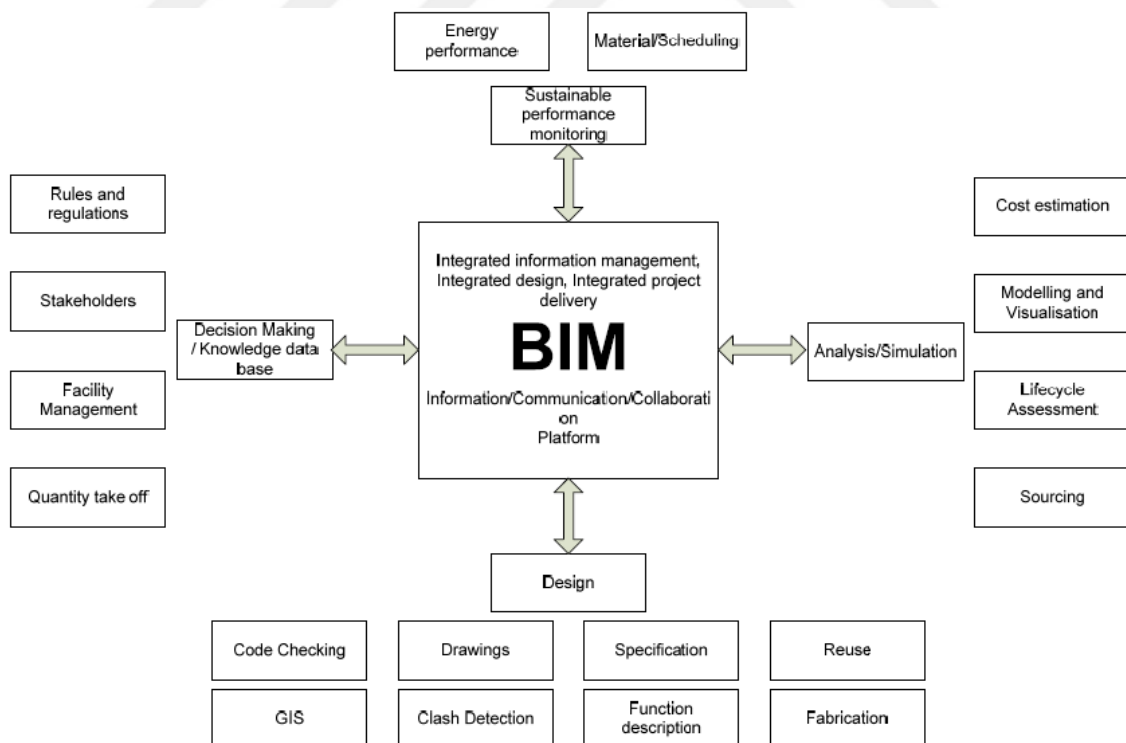 Energy
performance
Material/Scheduling
Sustainable
performance
monitoring
Rules and
regulations
Stakeholders
Facility
Management
Quantity take off
Decision Making
/ Knowledge data
base
Integrated information management,
Integrated design, Integrated project
delivery
BIM
Information/Communication/Collaborati
on
Platform
Analysis/Simulation
Cost estimation
Modelling and
Visualisation
Lifecycle
Assessment
Sourcing
Design
Code Checking
Drawings
Specification
Reuse
GIS
Clash Detection
Function
description
Fabrication